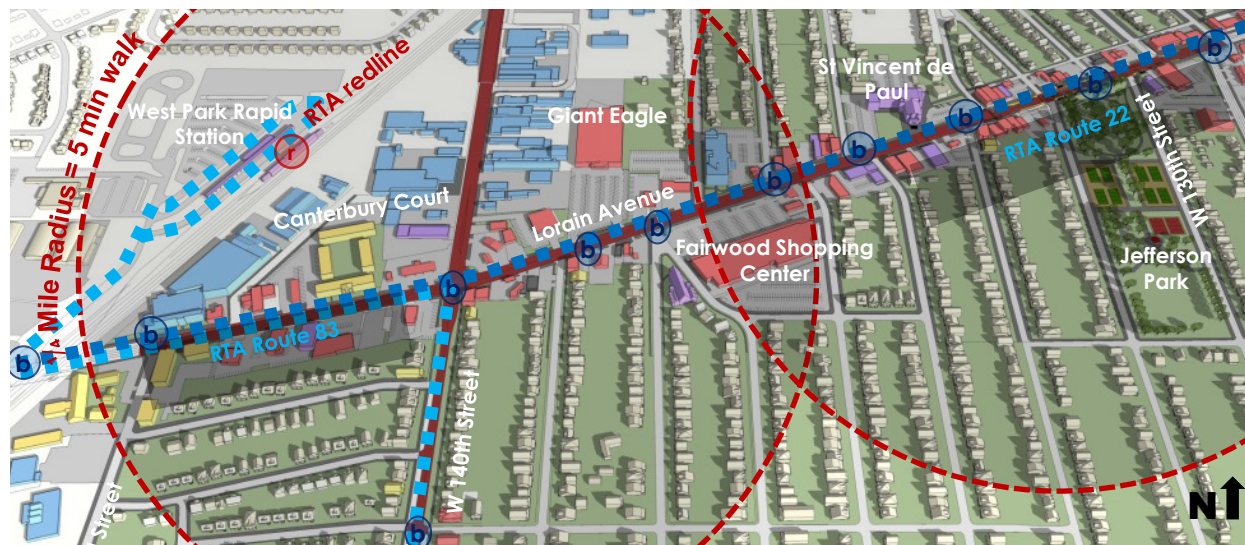 1/4 Mile Radius = 5 min walk
RTA redline
West Park Rapid
Station
r
Canterbury Court
Giant Eagle
St Vincent de
Paul
b
b
b
b
b
b
b
b
b
b
b
RTA Route 22
W 130th Street
Lorain Avenue
Fairwood Shopping
Center
Jefferson
Park
RTA Route 83
W 140th Street
Street
N